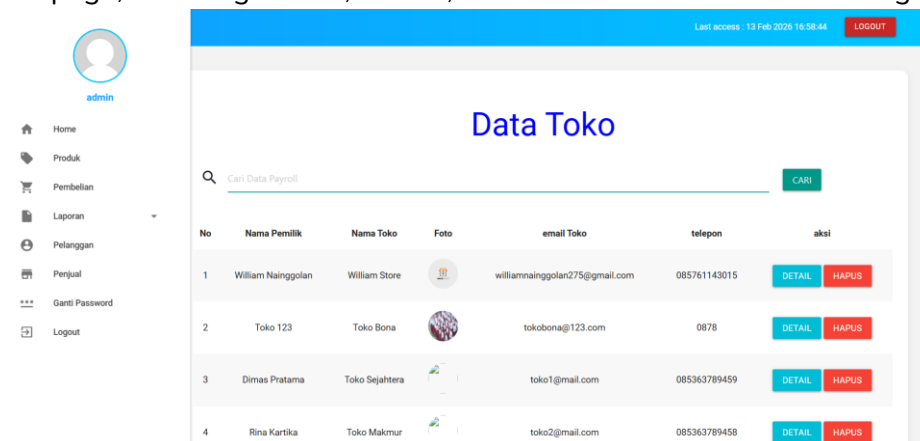 Last access : 13 Feb 2026 16:58:44 LOGOUT
admin
Home
Produk
Pembelian
Laporan
Pelanggan
Penjual
Ganti Password
Logout
Data Toko
Cari Data Payroll CARI
No Nama Pemilik Nama Toko Foto email Toko telepon aksi
1 William Nainggolan William Store williamnainggolan275@gmail.com 085761143015 DETAIL HAPUS
2 Toko 123 Toko Bona tokobona@123.com 0878 DETAIL HAPUS
3 Dimas Pratama Toko Sejahtera toko1@mail.com 085363789459 DETAIL HAPUS
4 Rina Kartika Toko Makmur toko2@mail.com 085363789458 DETAIL HAPUS